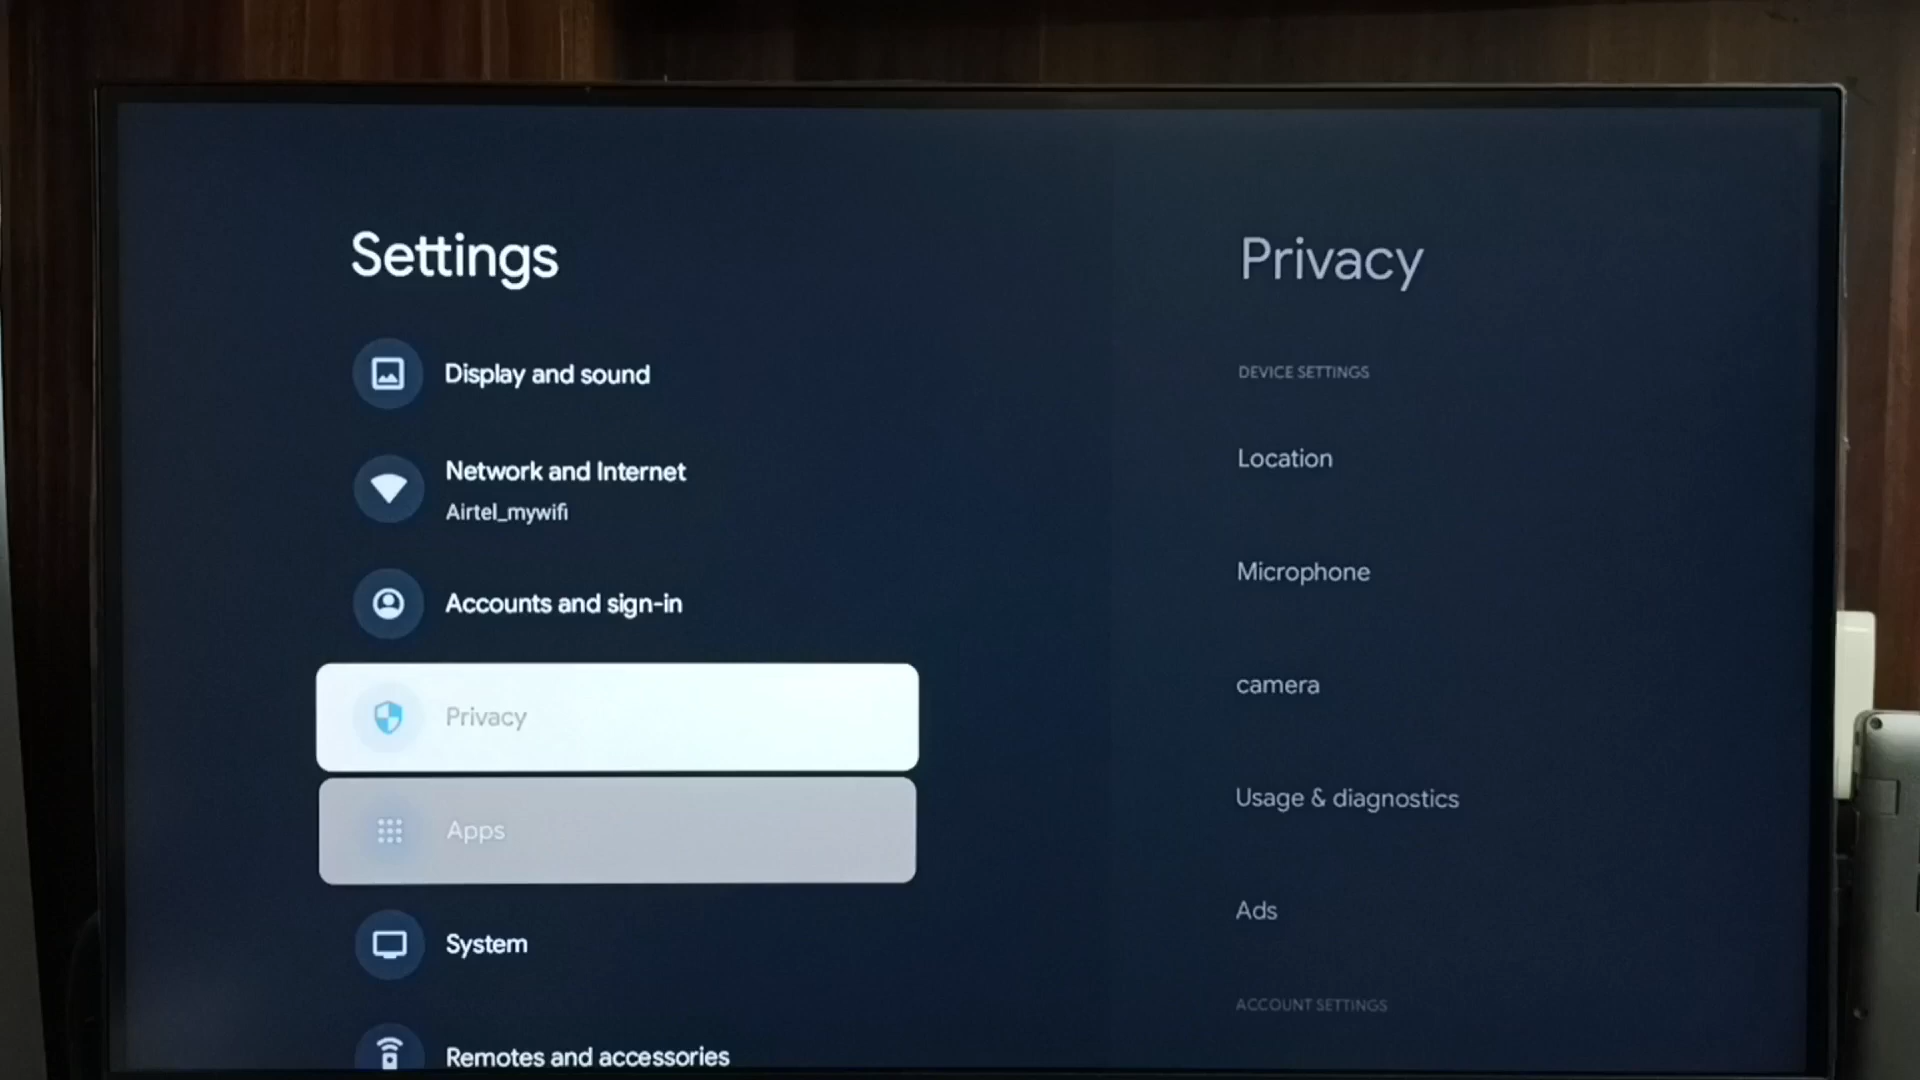 Settings
Display and sound
Network and Internet
Airtel_mywifi
Accounts and sign-in
Privacy
Apps
System
Remotes and accessories
Privacy
DEVICE SETTINGS
Location
Microphone
camera
Usage & diagnostics
Ads
ACCOUNT SETTINGS